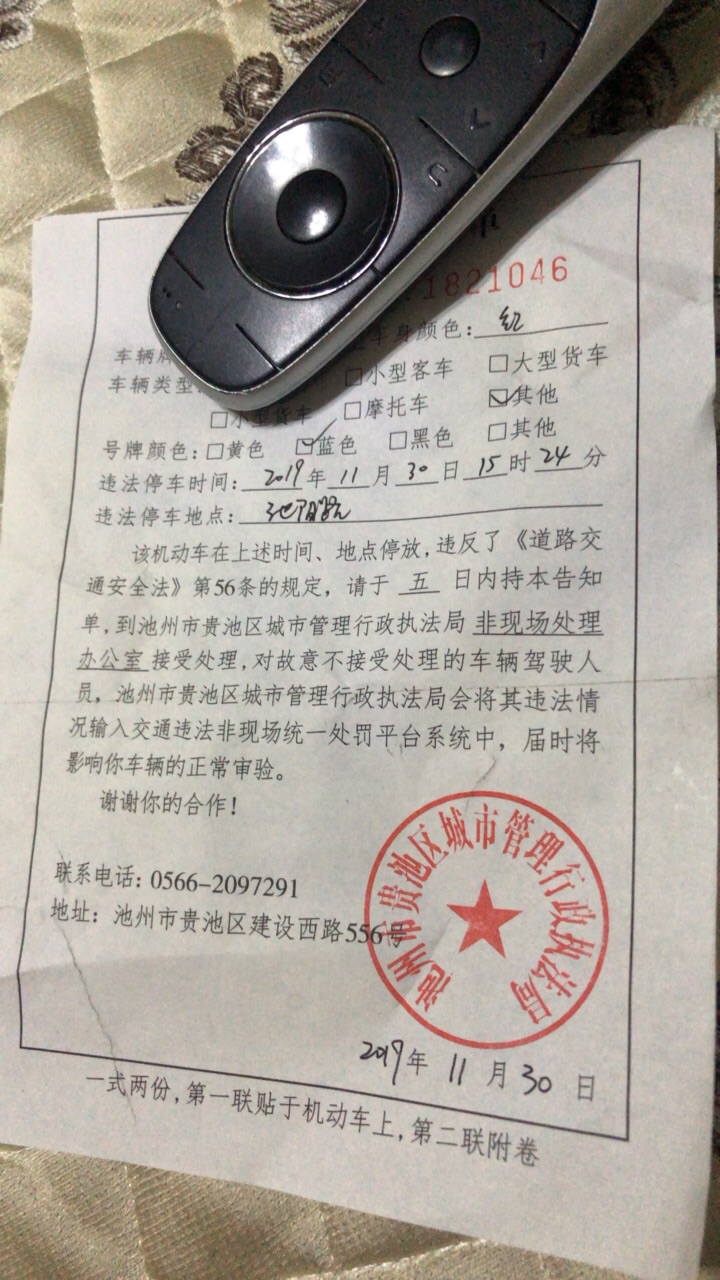 1821046
车辆牌
车身颜色：红
车辆类型：
□小型客车 □大型货车
□小型货车 □摩托车 ☑其他
号牌颜色：□黄色 ☑蓝色 □黑色 □其他
违法停车时间：2019年11月30日15时24分
违法停车地点：池阳路
该机动车在上述时间、地点停放，违反了《道路交
通安全法》第56条的规定，请于 五 日内持本告知
单，到池州市贵池区城市管理行政执法局 非现场处理
办公室 接受处理，对故意不接受处理的车辆驾驶人
员，池州市贵池区城市管理行政执法局会将其违法情
况输入交通违法非现场统一处罚平台系统中，届时将
影响你车辆的正常审验。
谢谢你的合作！
联系电话：0566-2097291
地址：池州市贵池区建设西路556号
池州市贵池区城市管理行政执法局
2019年11月30日
一式两份，第一联贴于机动车上，第二联附卷